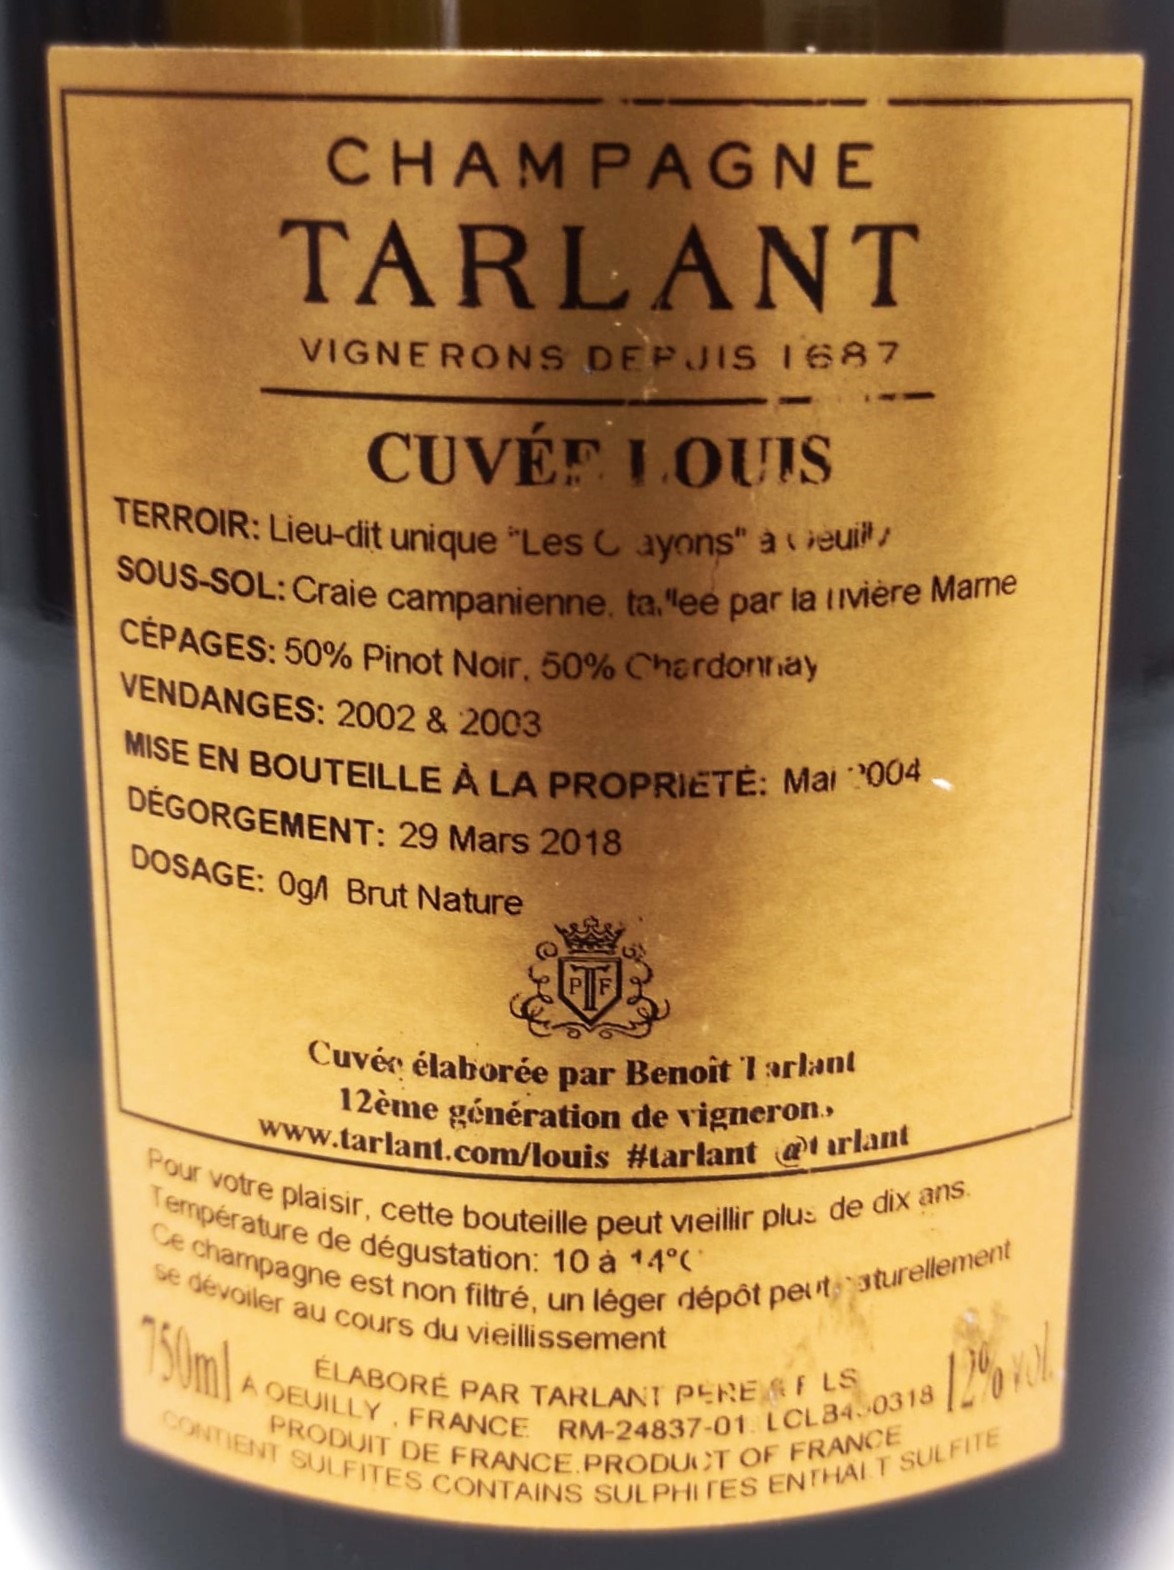 CHAMPAGNE
TARLANT
VIGNERONS DEPUIS 1687
CUVÉE LOUIS
TERROIR: Lieu-dit unique "Les Crayons" à Oeuilly
SOUS-SOL: Craie campanienne, taillée par la rivière Marne
CÉPAGES: 50% Pinot Noir, 50% Chardonnay
VENDANGES: 2002 & 2003
MISE EN BOUTEILLE À LA PROPRIÉTÉ: Mai 2004
DÉGORGEMENT: 29 Mars 2018
DOSAGE: 0g/l Brut Nature
PTF
Cuvée élaborée par Benoît Tarlant
12ème génération de vignerons
www.tarlant.com/louis #tarlant @tarlant
Pour votre plaisir, cette bouteille peut vieillir plus de dix ans.
Température de dégustation: 10 à 14°C
Ce champagne est non filtré, un léger dépôt peut naturellement
se dévoiler au cours du vieillissement
750ml
12% vol.
ÉLABORÉ PAR TARLANT PÈRE & FILS
A OEUILLY, FRANCE RM-24837-01
PRODUIT DE FRANCE.PRODUCT OF FRANCE
CONTIENT SULFITES CONTAINS SULPHITES ENTHALT SULFITE